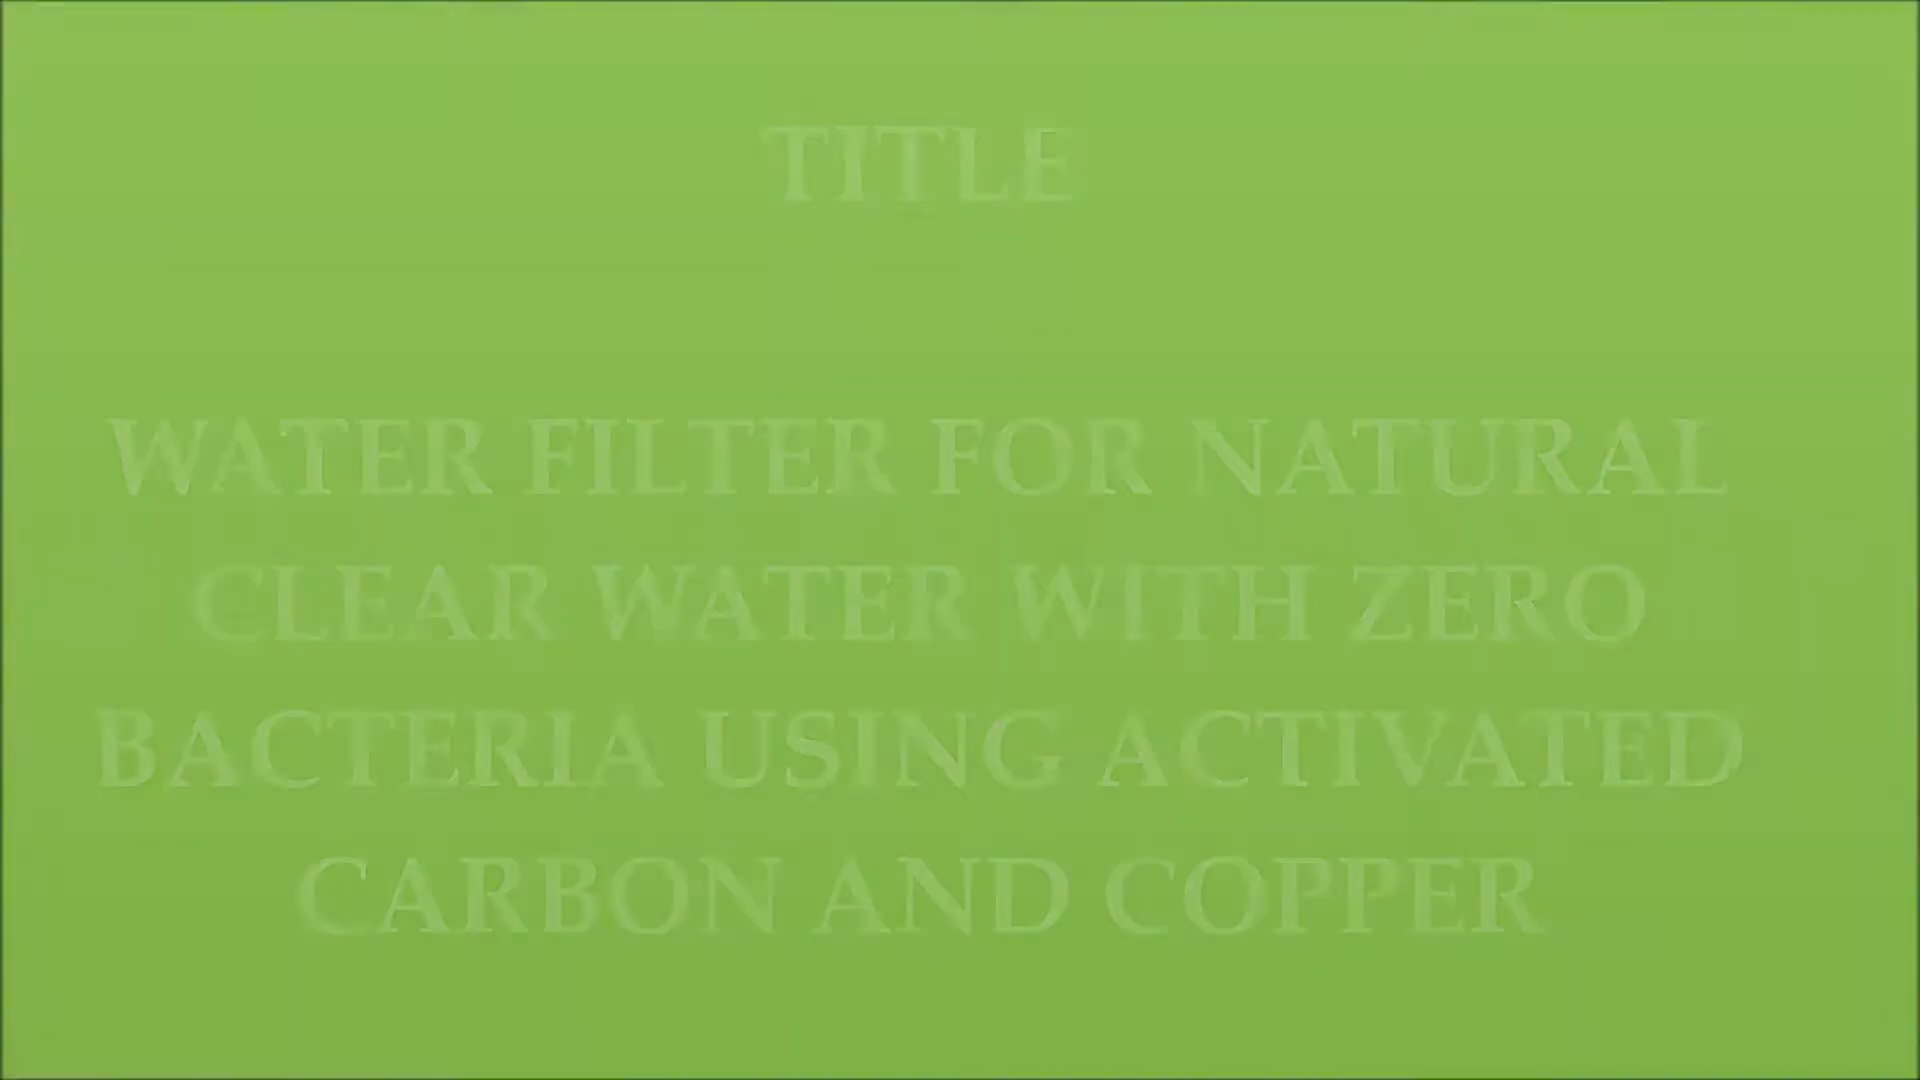 TITLE
WATER FILTER FOR NATURAL
CLEAR WATER WITH ZERO
BACTERIA USING ACTIVATED
CARBON AND COPPER